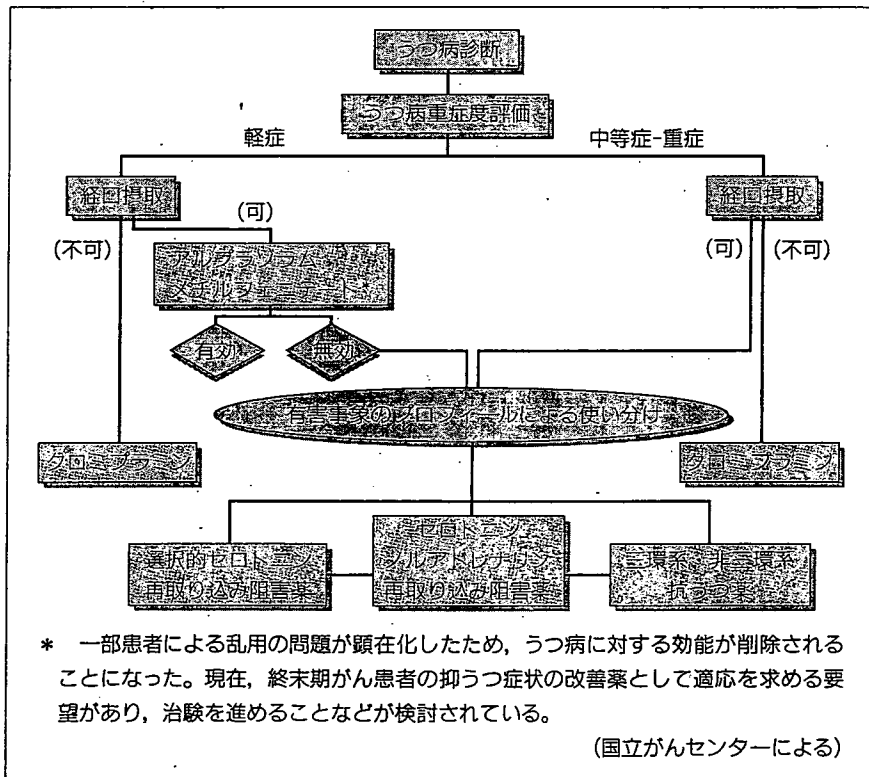 うつ病診断
うつ病重症度評価
軽症
中等症-重症
経口摂取
経口摂取
(可)
(不可)
(可)
(不可)
アルプラゾラム
メチルフェニデート*
有効
無効
有害事象のプロフィールによる使い分け
クロミプラミン
クロミプラミン
選択的セロトニン
再取り込み阻害薬
セロトニン
ノルアドレナリン
再取り込み阻害薬
三環系、非三環系
抗うつ薬
* 一部患者による乱用の問題が顕在化したため，うつ病に対する効能が削除される
ことになった。現在，終末期がん患者の抑うつ症状の改善薬として適応を求める要
望があり，治験を進めることなどが検討されている。
(国立がんセンターによる)